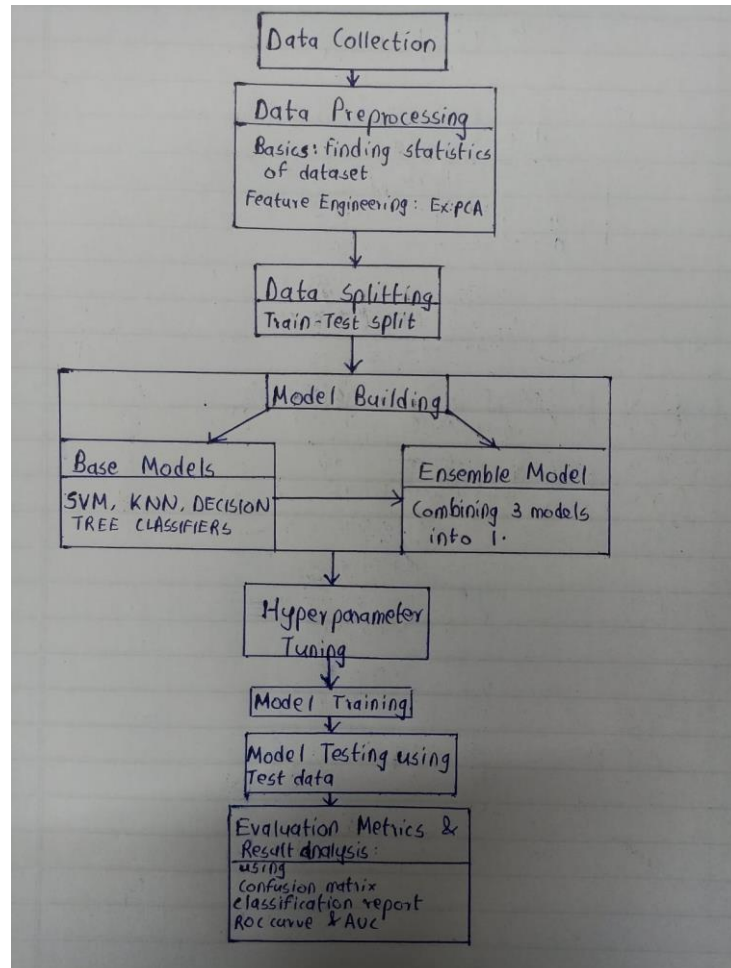 Data Collection
Data Preprocessing
Basics: finding statistics
of dataset
Feature Engineering: Ex:PCA
Data Splitting
Train-Test split
Model Building
Base Models
SVM, KNN, DECISION
TREE CLASSIFIERS
Ensemble Model
Combining 3 models
into 1.
Hyperparameter
Tuning
Model Training
Model Testing using
Test data
Evaluation Metrics &
Result analysis:
using
confusion matrix
classification report
ROC curve & AUC